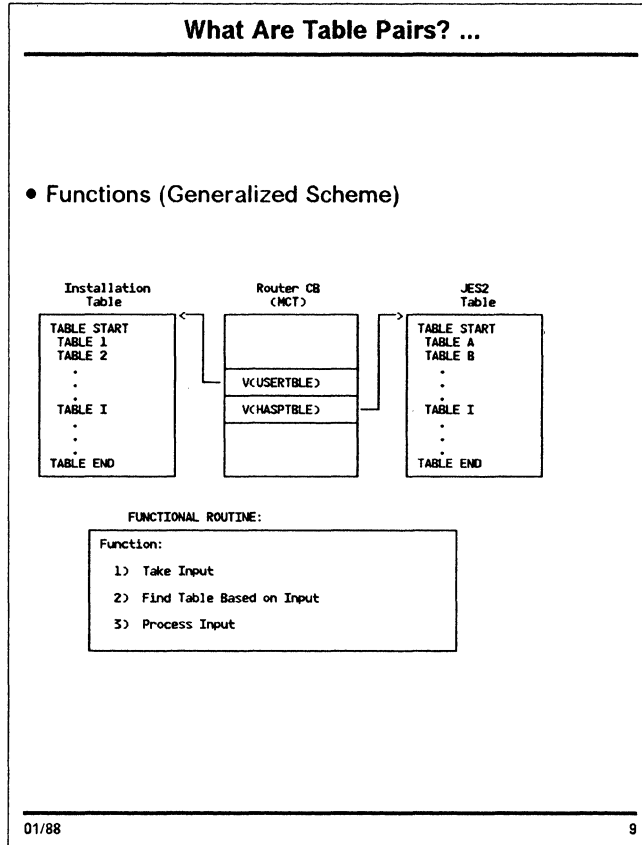 What Are Table Pairs? ...
• Functions (Generalized Scheme)
Installation
Table
TABLE START
TABLE 1
TABLE 2
.
.
.
TABLE I
.
.
.
TABLE END
Router CB
(MCT)
V(USERTBLE)
V(HASPTBLE)
JES2
Table
TABLE START
TABLE A
TABLE B
.
.
.
TABLE I
.
.
.
TABLE END
FUNCTIONAL ROUTINE:
Function:
1) Take Input
2) Find Table Based on Input
3) Process Input
01/88
9